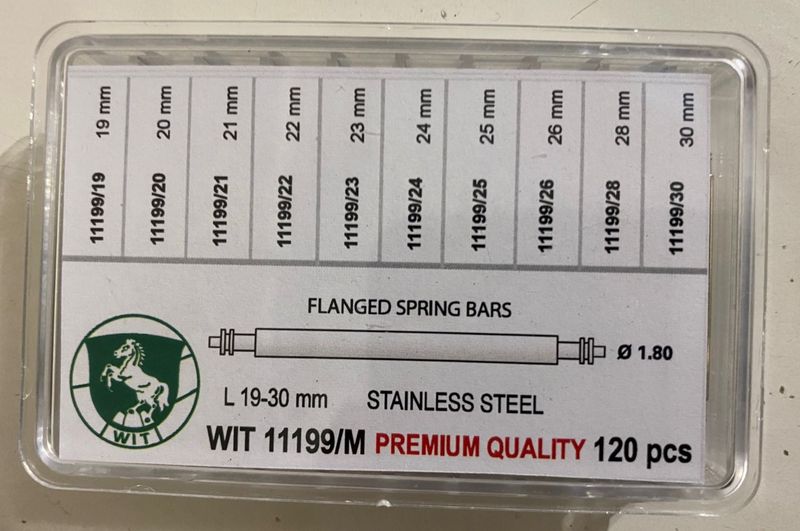 11199/19 19 mm
11199/20 20 mm
11199/21 21 mm
11199/22 22 mm
11199/23 23 mm
11199/24 24 mm
11199/25 25 mm
11199/26 26 mm
11199/28 28 mm
11199/30 30 mm
FLANGED SPRING BARS
Ø 1.80
WIT
L 19-30 mm STAINLESS STEEL
WIT 11199/M PREMIUM QUALITY 120 pcs